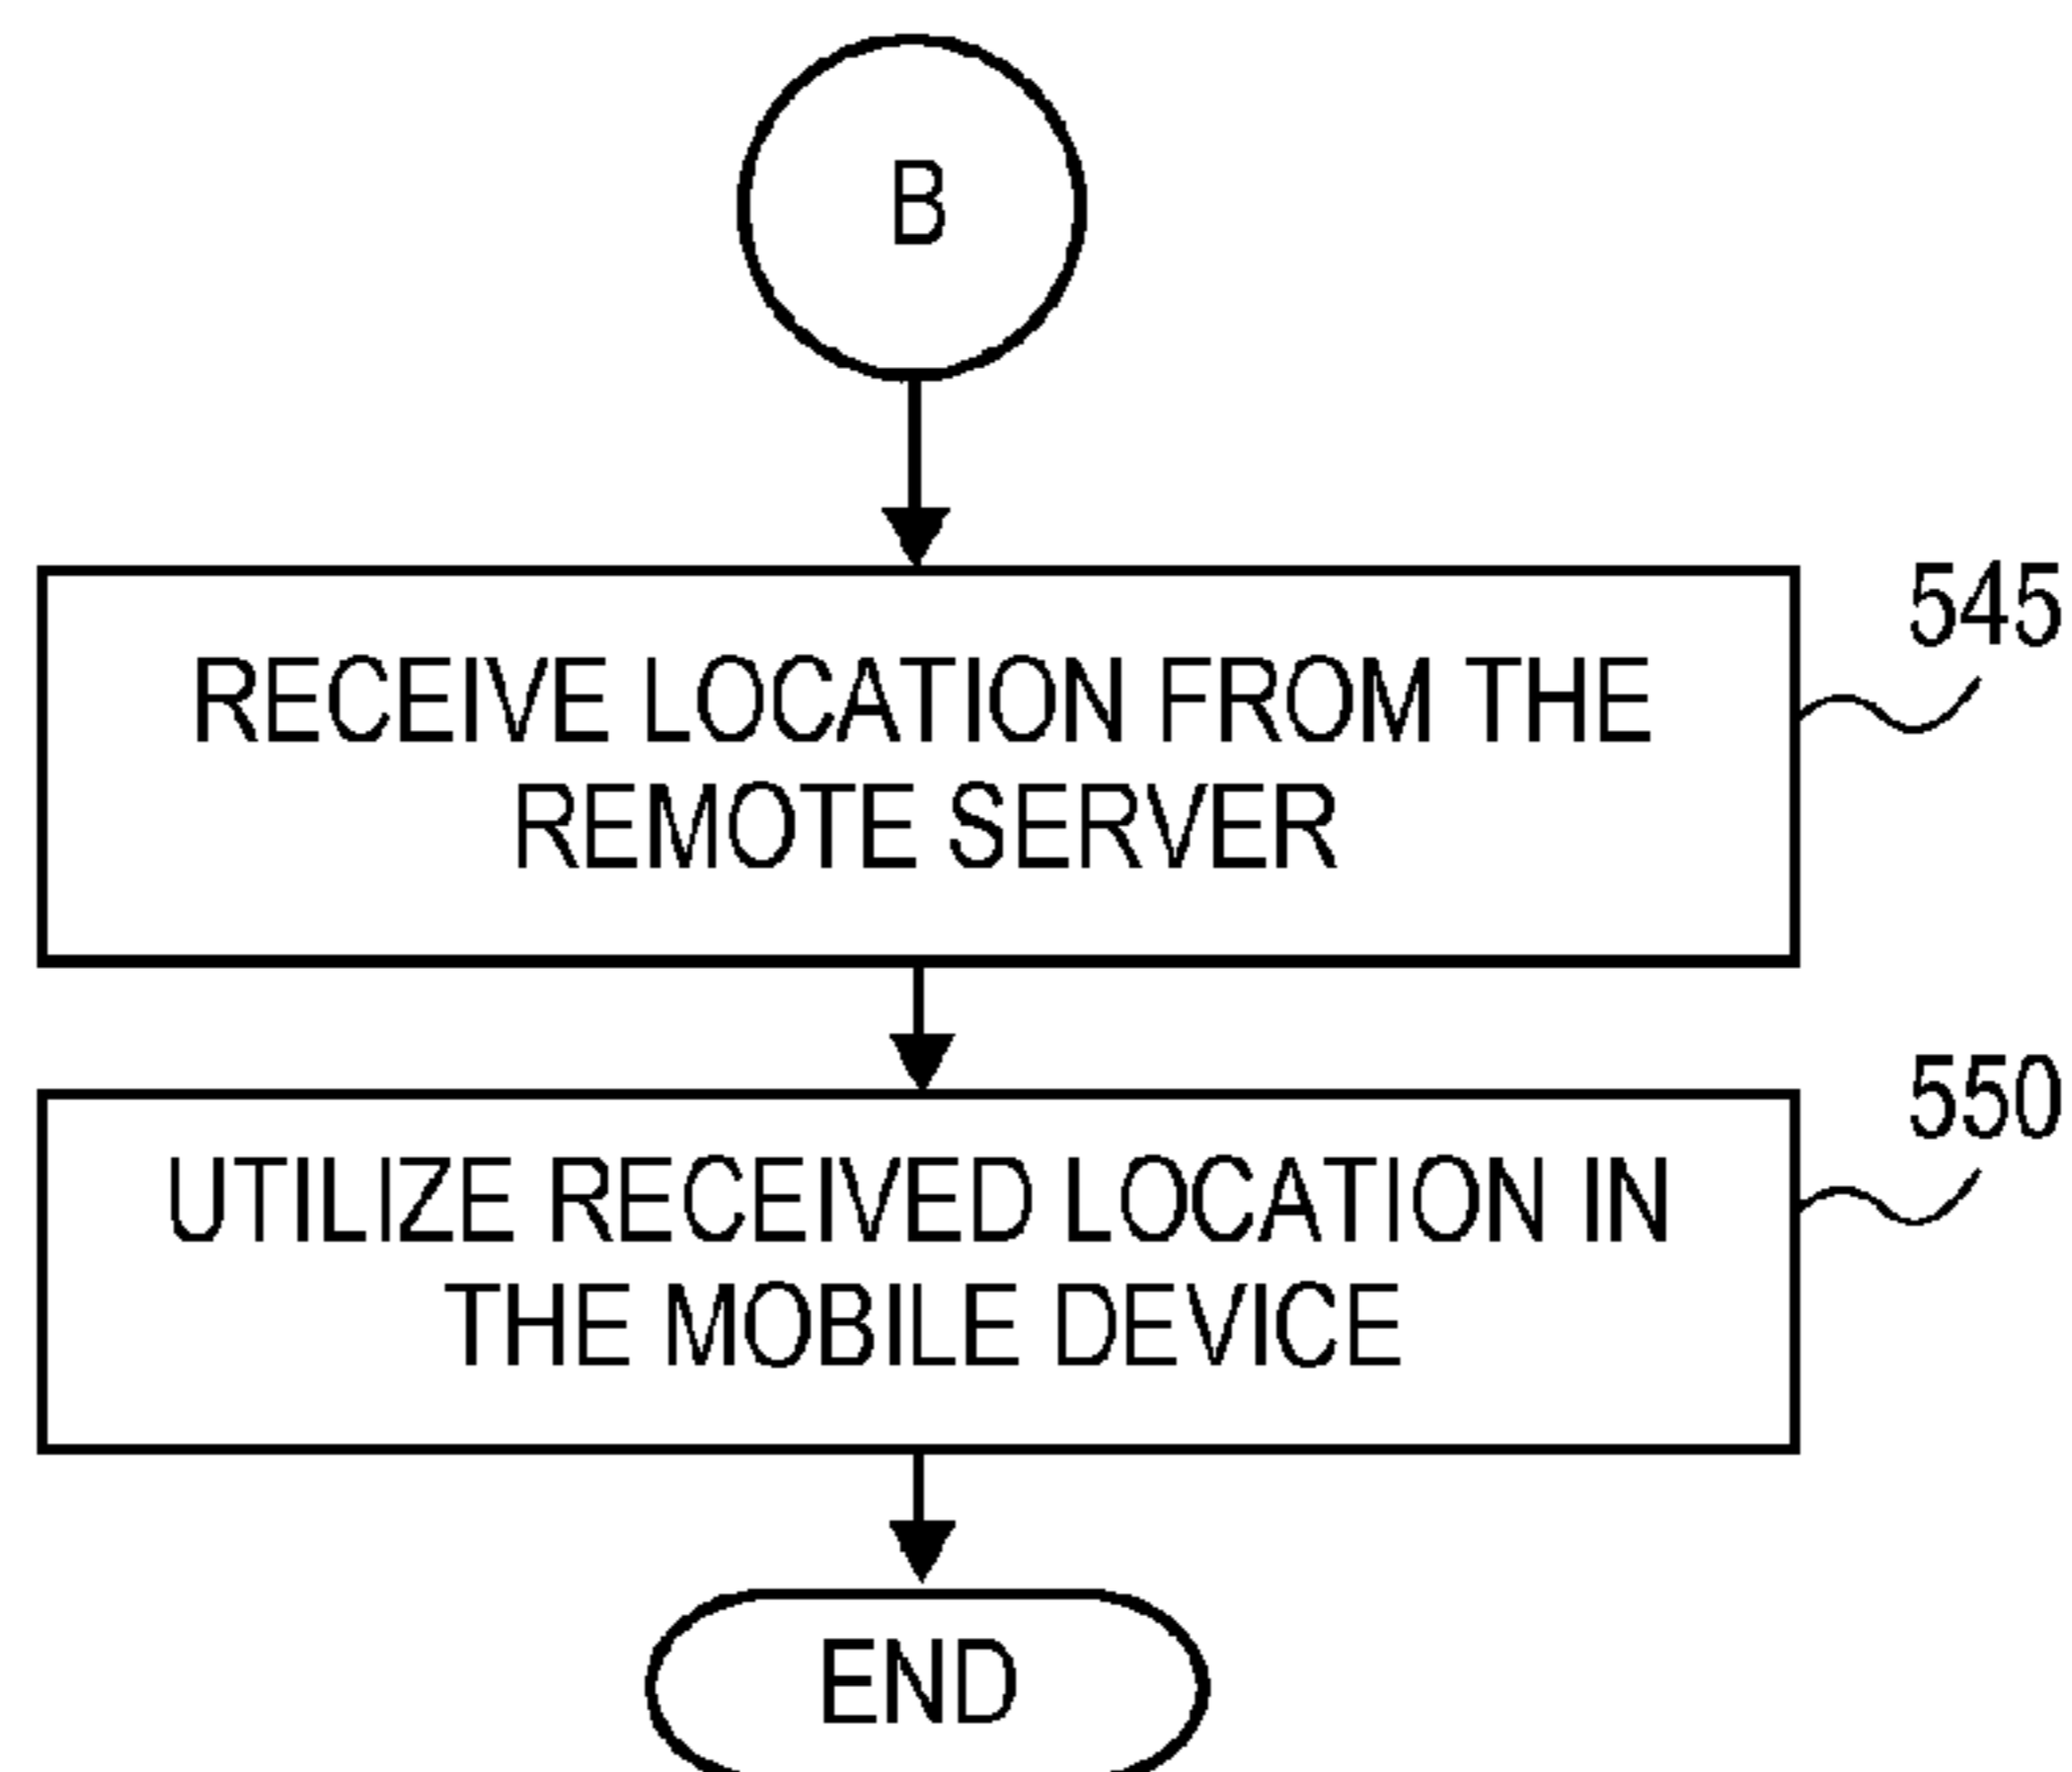 B
545
RECEIVE LOCATION FROM THE
REMOTE SERVER
550
UTILIZE RECEIVED LOCATION IN
THE MOBILE DEVICE
END